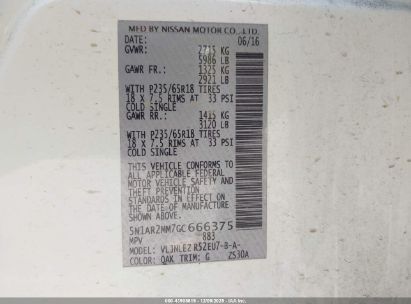 MFD BY NISSAN MOTOR CO.,LTD.
DATE: 06/16
GVWR: 2715 KG
5986 LB
GAWR FR.: 1325 KG
2921 LB
WITH P235/65R18 TIRES
18 X 7.5 RIMS AT 33 PSI
COLD SINGLE
GAWR RR.: 1415 KG
3120 LB
WITH P235/65R18 TIRES
18 X 7.5 RIMS AT 33 PSI
COLD SINGLE
THIS VEHICLE CONFORMS TO
ALL APPLICABLE FEDERAL
MOTOR VEHICLE SAFETY
AND THEFT PREVENTION
STANDARDS IN EFFECT ON
THE DATE OF MANUFACTURE
SHOWN ABOVE.
5N1AR2MM7GC666375
MPV 883
MODEL: VLJNLEZ R52EU7-B-A-
COLOR: QAK TRIM: G ZS30A